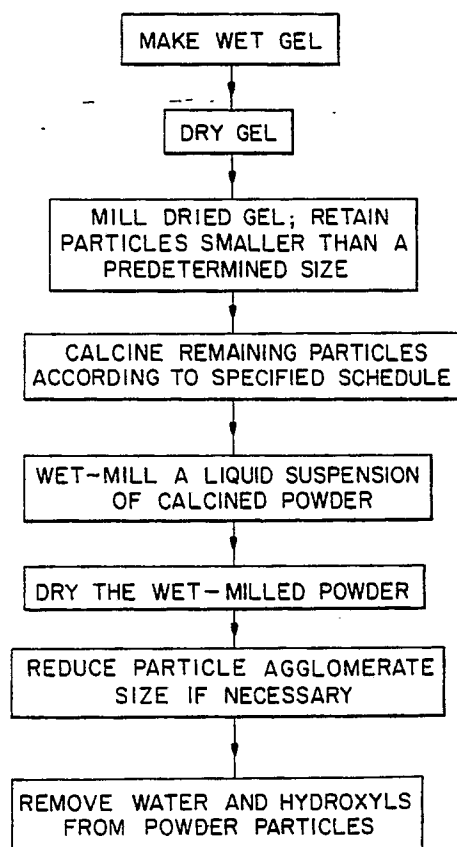 MAKE WET GEL
DRY GEL
MILL DRIED GEL; RETAIN
PARTICLES SMALLER THAN A
PREDETERMINED SIZE
CALCINE REMAINING PARTICLES
ACCORDING TO SPECIFIED SCHEDULE
WET-MILL A LIQUID SUSPENSION
OF CALCINED POWDER
DRY THE WET-MILLED POWDER
REDUCE PARTICLE AGGLOMERATE
SIZE IF NECESSARY
REMOVE WATER AND HYDROXYLS
FROM POWDER PARTICLES